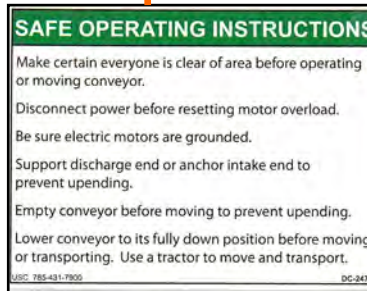 SAFE OPERATING INSTRUCTIONS
Make certain everyone is clear of area before operating
or moving conveyor.
Disconnect power before resetting motor overload.
Be sure electric motors are grounded.
Support discharge end or anchor intake end to
prevent upending.
Empty conveyor before moving to prevent upending.
Lower conveyor to its fully down position before moving
or transporting. Use a tractor to move and transport.
USC 785-431-7900 DC-247